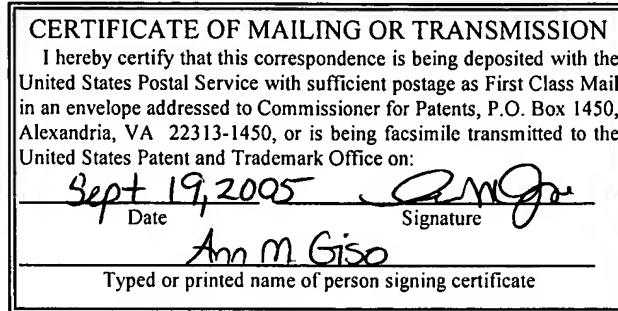 CERTIFICATE OF MAILING OR TRANSMISSION
I hereby certify that this correspondence is being deposited with the
United States Postal Service with sufficient postage as First Class Mail
in an envelope addressed to Commissioner for Patents, P.O. Box 1450,
Alexandria, VA 22313-1450, or is being facsimile transmitted to the
United States Patent and Trademark Office on:
Sept 19, 2005
Date Signature
Ann M Giso
Typed or printed name of person signing certificate